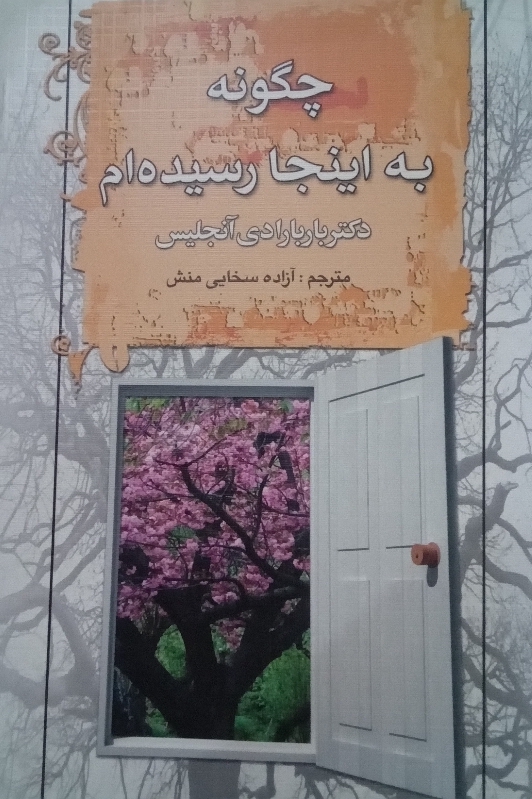 چگونه
به اینجا رسیده‌ام
دکتر باربارا دی آنجلیس
مترجم : آزاده سخایی منش